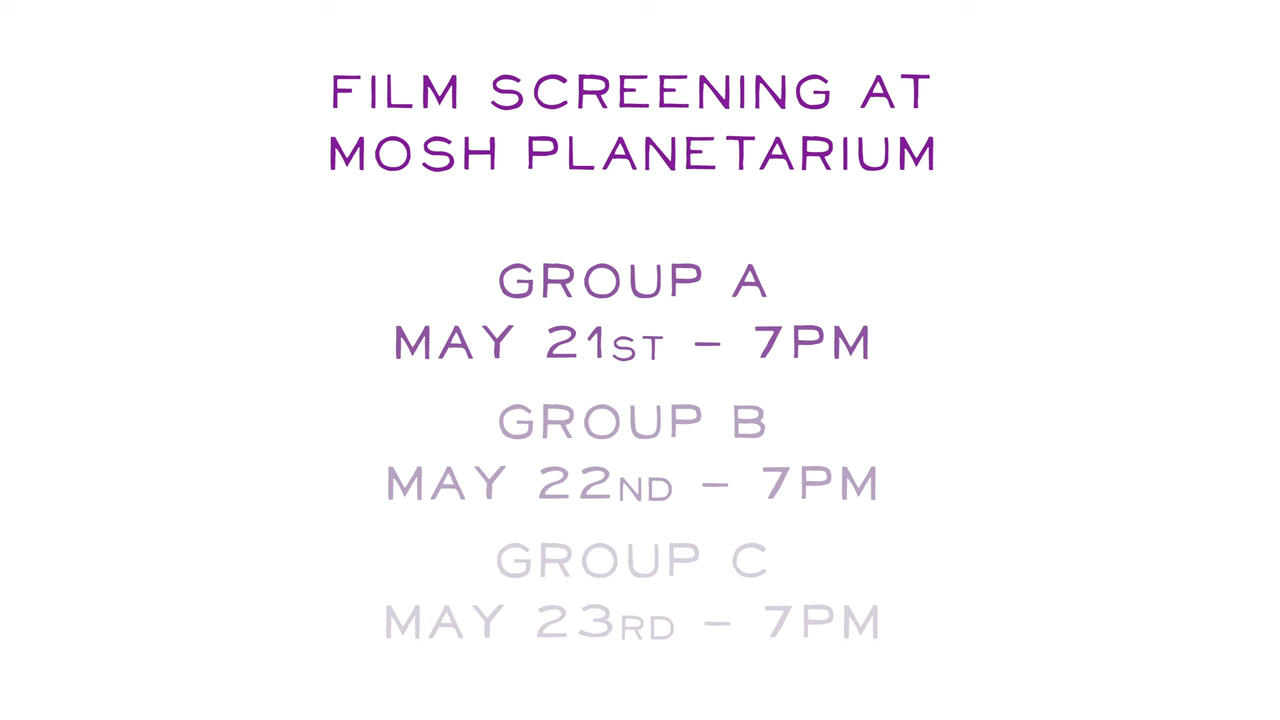 FILM SCREENING AT
MOSH PLANETARIUM
GROUP A
MAY 21ST – 7PM
GROUP B
MAY 22ND – 7PM
GROUP C
MAY 23RD – 7PM